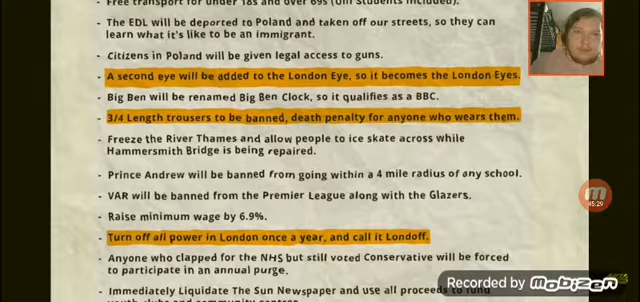 - Free transport for under 18s and over 69s (Uni Students included).
- The EDL will be deported to Poland and taken off our streets, so they can
learn what it's like to be an immigrant.
- Citizens in Poland will be given legal access to guns.
- A second eye will be added to the London Eye, so it becomes the London Eyes.
- Big Ben will be renamed Big Ben Clock, so it qualifies as a BBC.
- 3/4 Length trousers to be banned, death penalty for anyone who wears them.
- Freeze the River Thames and allow people to ice skate across while
Hammersmith Bridge is being repaired.
- Prince Andrew will be banned from going within a 4 mile radius of any school.
- VAR will be banned from the Premier League along with the Glazers.
- Raise minimum wage by 6.9%.
- Turn off all power in London once a year, and call it Londoff.
- Anyone who clapped for the NHS but still voted Conservative will be forced
to participate in an annual purge.
- Immediately Liquidate The Sun Newspaper and use all proceeds to fund
youth clubs and community centres
M
45:29
Recorded by mobizen